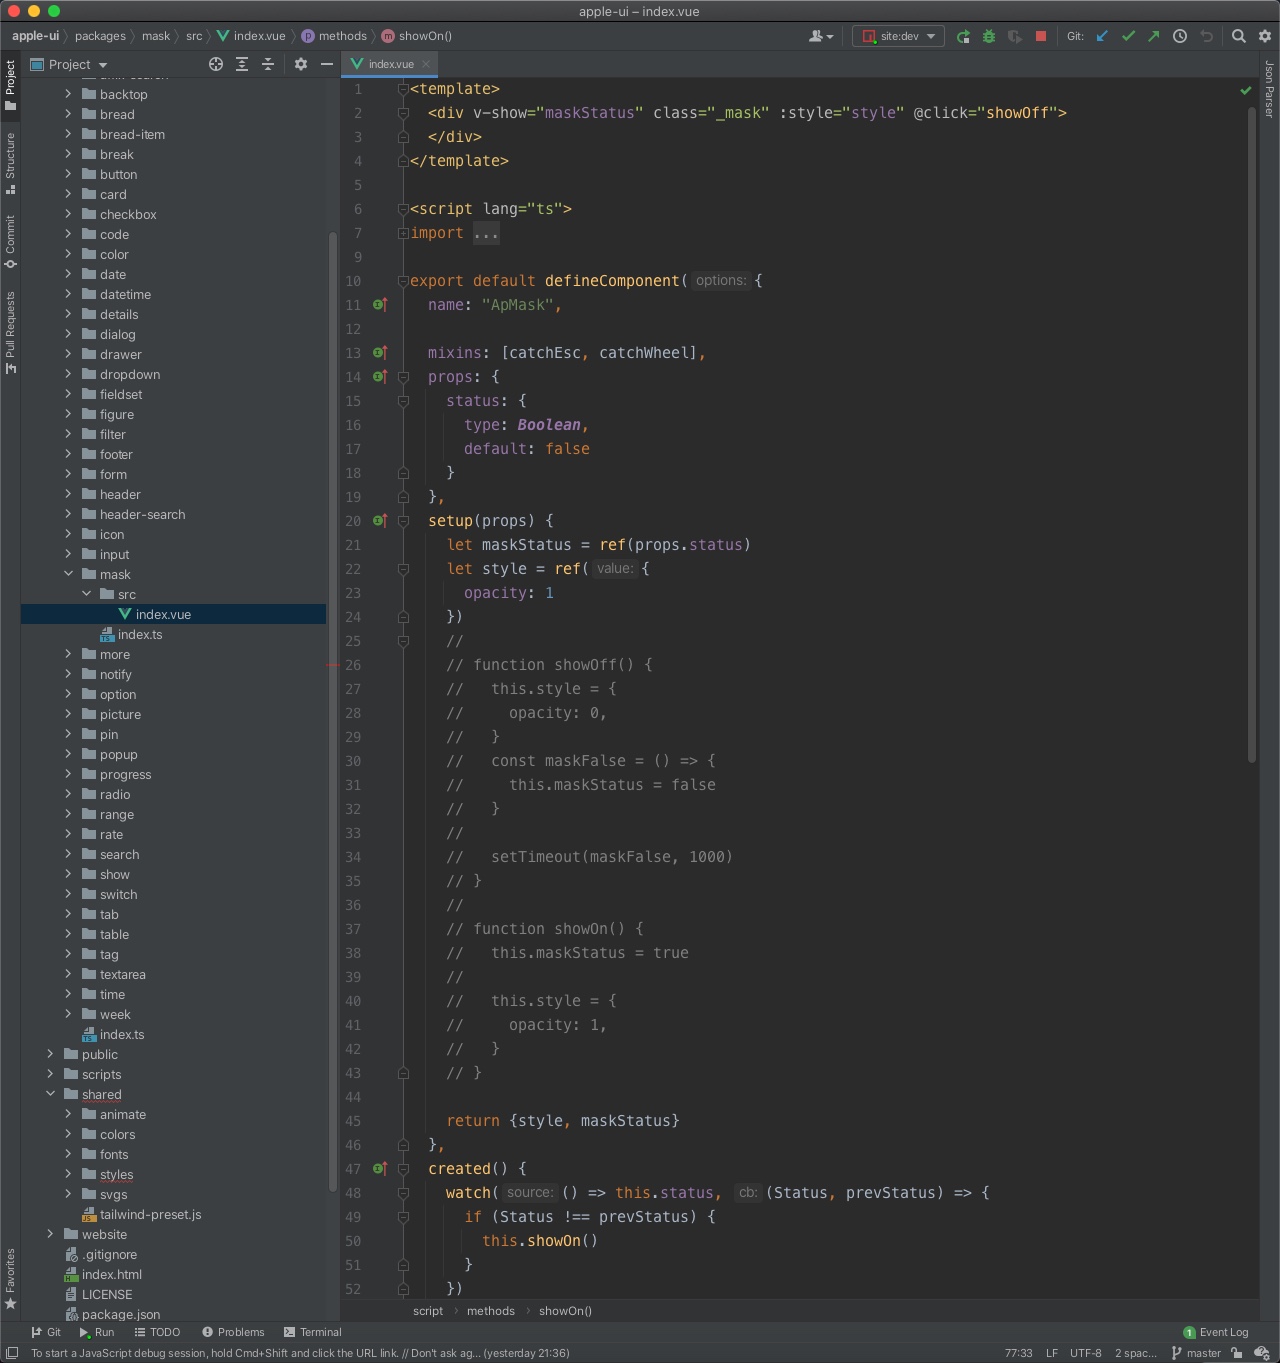 apple-ui – index.vue
apple-ui packages mask src index.vue methods showOn()
site:dev Git:
Project
index.vue
Project
Structure
Commit
Pull Requests
Favorites
Json Parser
backtop
bread
bread-item
break
button
card
checkbox
code
color
date
datetime
details
dialog
drawer
dropdown
fieldset
figure
filter
footer
form
header
header-search
icon
input
mask
src
index.vue
index.ts
more
notify
option
picture
pin
popup
progress
radio
range
rate
search
show
switch
tab
table
tag
textarea
time
week
index.ts
public
scripts
shared
animate
colors
fonts
styles
svgs
tailwind-preset.js
website
.gitignore
index.html
LICENSE
package.json
1 <template>
2 <div v-show="maskStatus" class="_mask" :style="style" @click="showOff">
3 </div>
4 </template>
5
6 <script lang="ts">
7 import ...
9
10 export default defineComponent( options: {
11 name: "ApMask",
12
13 mixins: [catchEsc, catchWheel],
14 props: {
15 status: {
16 type: Boolean,
17 default: false
18 }
19 },
20 setup(props) {
21 let maskStatus = ref(props.status)
22 let style = ref( value: {
23 opacity: 1
24 })
25 //
26 // function showOff() {
27 // this.style = {
28 // opacity: 0,
29 // }
30 // const maskFalse = () => {
31 // this.maskStatus = false
32 // }
33 //
34 // setTimeout(maskFalse, 1000)
35 // }
36 //
37 // function showOn() {
38 // this.maskStatus = true
39 //
40 // this.style = {
41 // opacity: 1,
42 // }
43 // }
44
45 return {style, maskStatus}
46 },
47 created() {
48 watch( source: () => this.status, cb: (Status, prevStatus) => {
49 if (Status !== prevStatus) {
50 this.showOn()
51 }
52 })
script methods showOn()
Git Run TODO Problems Terminal 1 Event Log
To start a JavaScript debug session, hold Cmd+Shift and click the URL link. // Don't ask ag... (yesterday 21:36) 77:33 LF UTF-8 2 spac... master